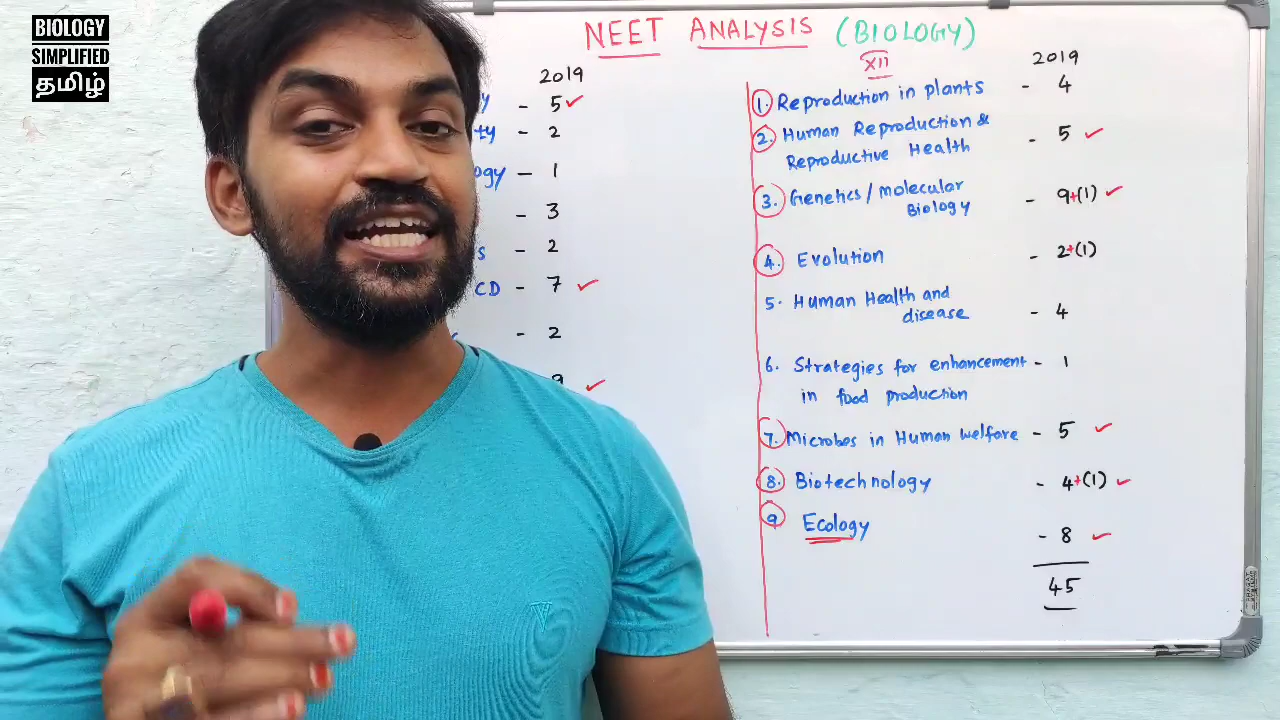 BIOLOGY
SIMPLIFIED
தமிழ்
NEET ANALYSIS (BIOLOGY)
XII
2019
y - 5 ✓
ty - 2
ogy - 1
- 3
s - 2
CD - 7 ✓
- 2
✓
2019
1. Reproduction in plants - 4
2. Human Reproduction &
Reproductive Health - 5 ✓
3. Genetics / molecular
Biology - 9+(1) ✓
4. Evolution - 2+(1)
5. Human Health and
disease - 4
6. Strategies for enhancement - 1
in food production
7. Microbes in Human welfare - 5 ✓
8. Biotechnology - 4+(1) ✓
9 Ecology - 8 ✓
45